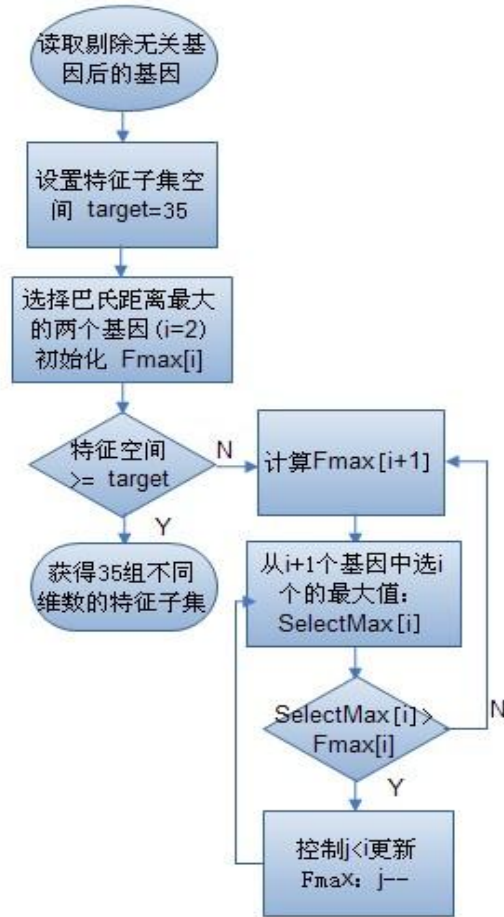 读取剔除无关基
因后的基因
设置特征子集空
间 target=35
选择巴氏距离最大
的两个基因(i=2)
初始化 Fmax[i]
特征空间
>= target
N
Y
获得35组不同
维数的特征子集
计算Fmax[i+1]
从i+1个基因中选i
个的最大值：
SelectMax[i]
SelectMax[i]>
Fmax[i]
N
Y
控制j<i更新
Fmax：j--